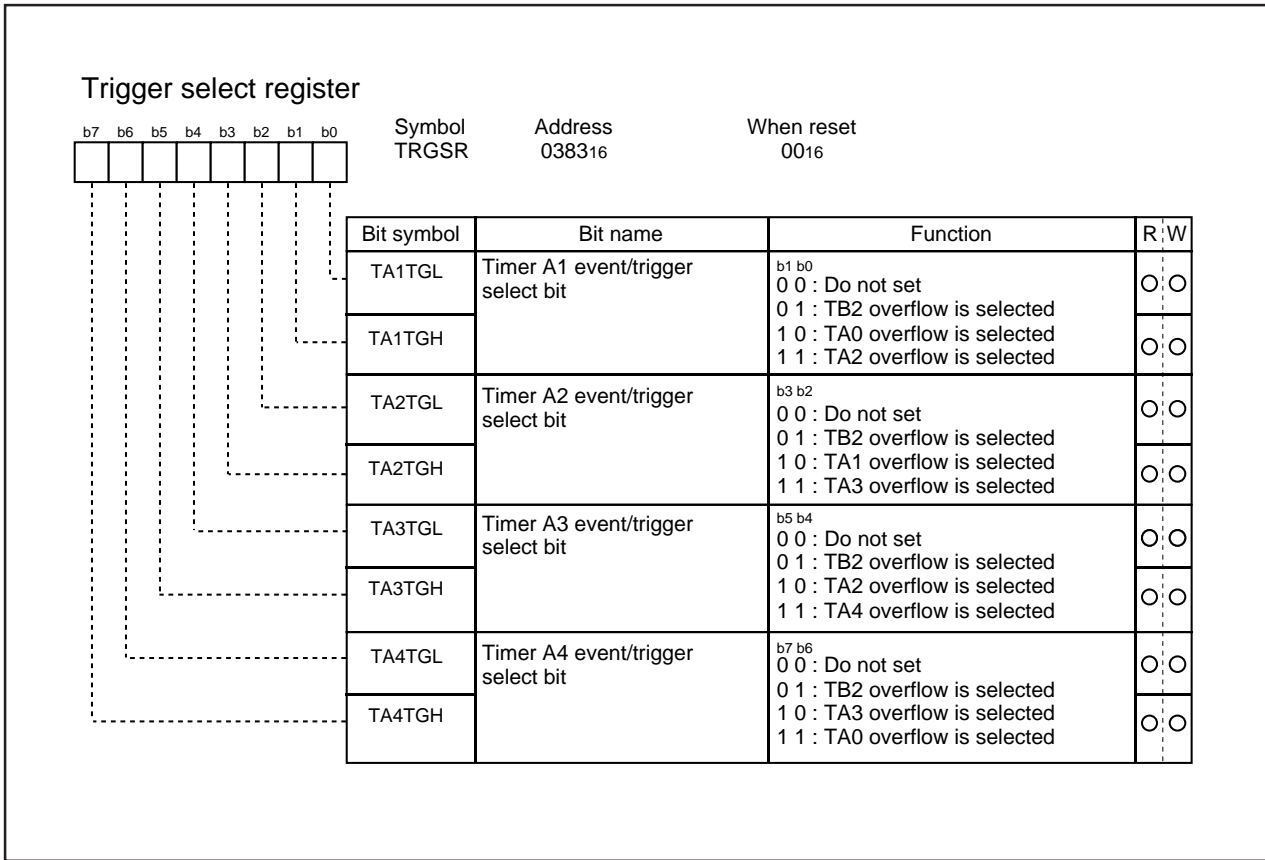 Trigger select register
b7 b6 b5 b4 b3 b2 b1 b0
Symbol Address When reset
TRGSR 038316 0016
Bit symbol Bit name Function R W
TA1TGL Timer A1 event/trigger select bit
b1 b0
0 0 : Do not set
0 1 : TB2 overflow is selected
TA1TGH 1 0 : TA0 overflow is selected
1 1 : TA2 overflow is selected
TA2TGL Timer A2 event/trigger select bit
b3 b2
0 0 : Do not set
0 1 : TB2 overflow is selected
TA2TGH 1 0 : TA1 overflow is selected
1 1 : TA3 overflow is selected
TA3TGL Timer A3 event/trigger select bit
b5 b4
0 0 : Do not set
0 1 : TB2 overflow is selected
TA3TGH 1 0 : TA2 overflow is selected
1 1 : TA4 overflow is selected
TA4TGL Timer A4 event/trigger select bit
b7 b6
0 0 : Do not set
0 1 : TB2 overflow is selected
TA4TGH 1 0 : TA3 overflow is selected
1 1 : TA0 overflow is selected